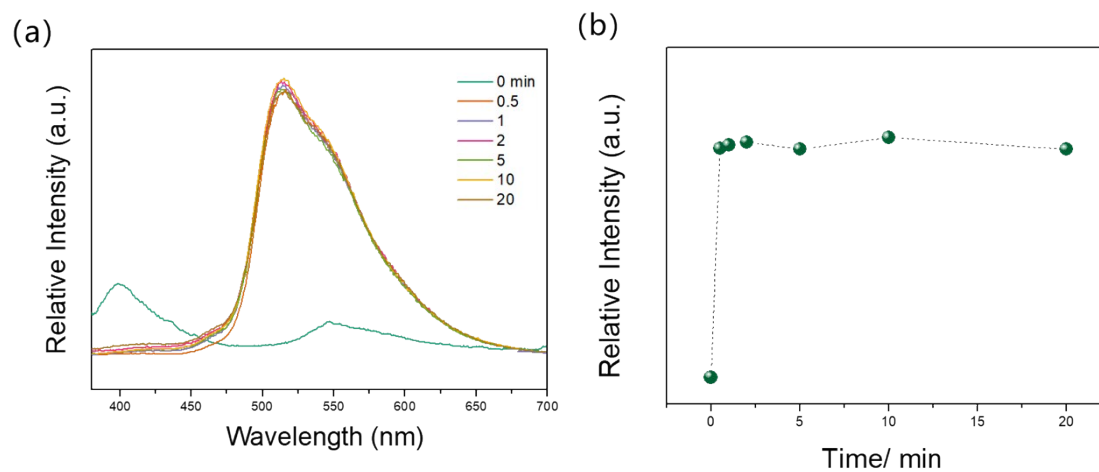 (a)
Relative Intensity (a.u.)
0 min
0.5
1
2
5
10
20
400
450
500
550
600
650
700
Wavelength (nm)
(b)
Relative Intensity (a.u.)
0
5
10
15
20
Time/ min